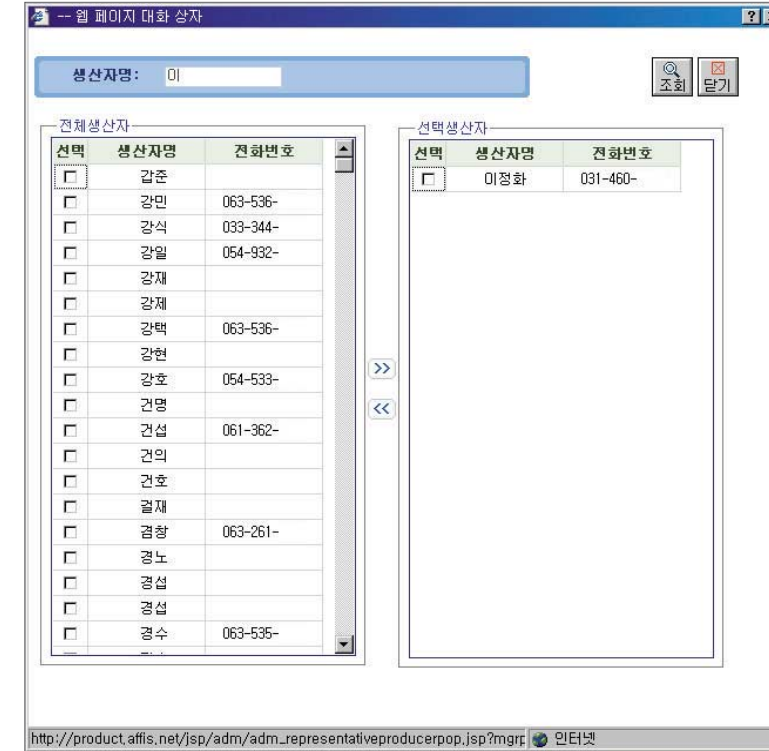 -- 웹 페이지 대화 상자
생산자명: 이
조회 닫기
전체생산자
선택 생산자명 전화번호
갑준
강민 063-536-
강식 033-344-
강일 054-932-
강재
강제
강택 063-536-
강현
강호 054-533-
건명
건섭 061-362-
건의
건호
걸재
겸창 063-261-
경노
경섭
경섭
경수 063-535-
>>
<<
선택생산자
선택 생산자명 전화번호
이정화 031-460-
http://product.affis.net/jsp/adm/adm_representativeproducerpop.jsp?mgrp 인터넷